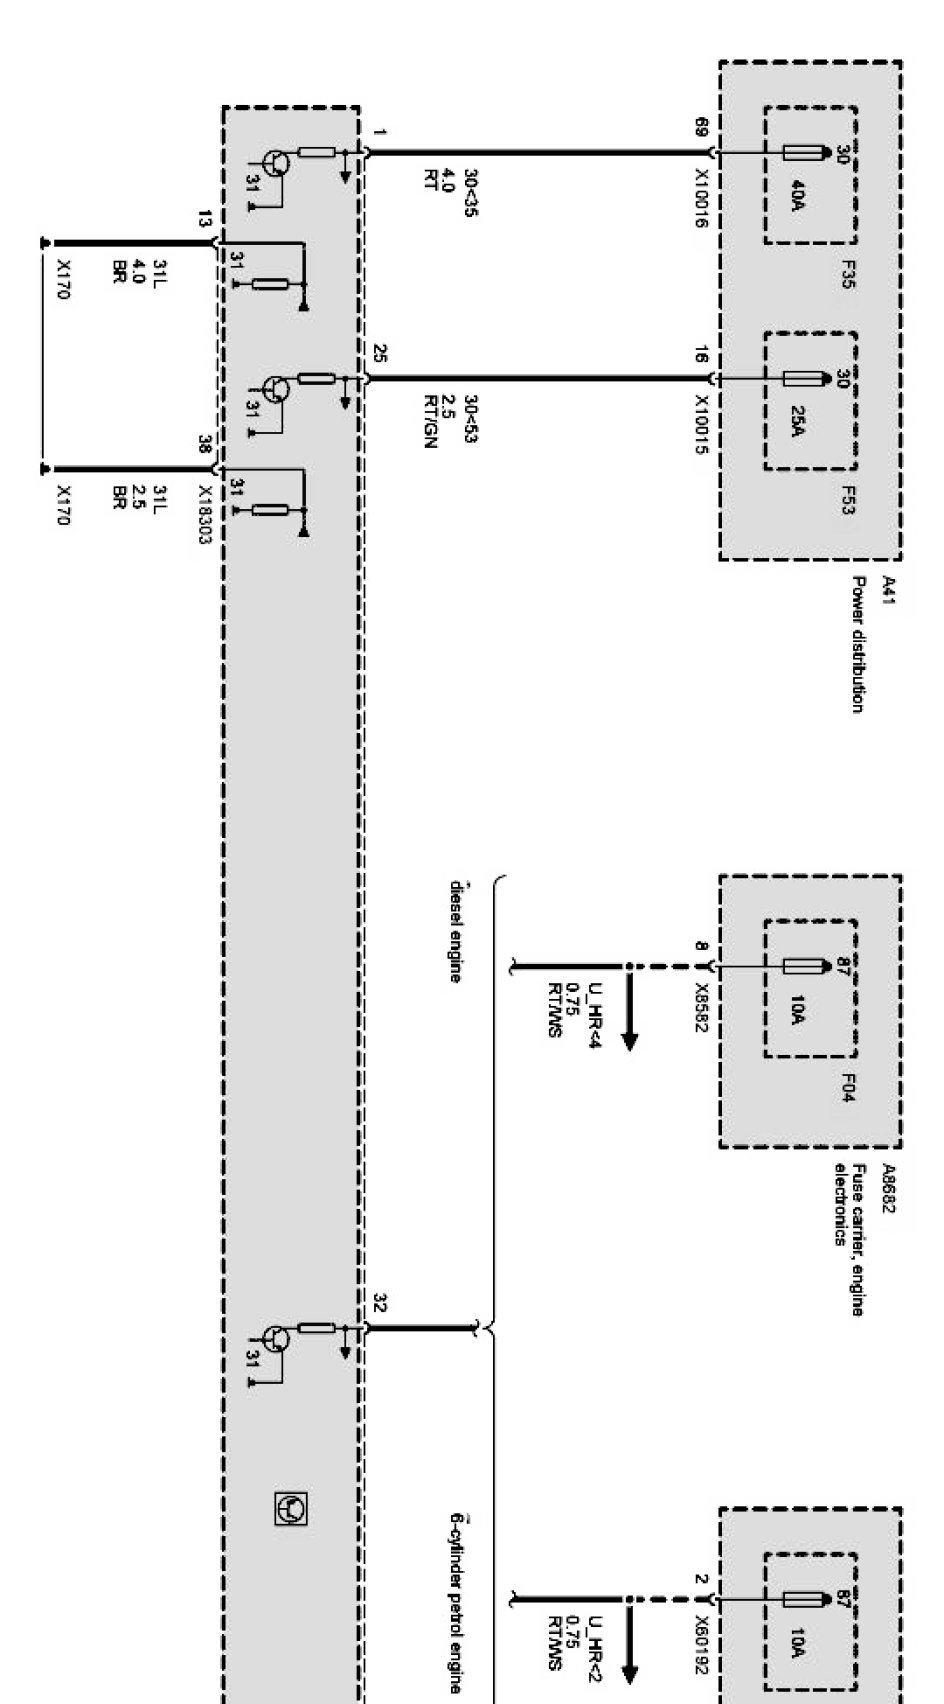 A41
Power distribution
F35
30
40A
69
X10016
30<35
4.0
RT
1
31
F53
30
25A
16
X10015
30<53
2.5
RT/GN
25
31
13
31
31L
4.0
BR
X170
38
X18303
31
31L
2.5
BR
X170
A8682
Fuse carrier, engine
electronics
F04
87
10A
8
X8582
U_HR<4
0.75
RT/WS
diesel engine
32
31
87
10A
2
X60192
U_HR<2
0.75
RT/WS
6-cylinder petrol engine